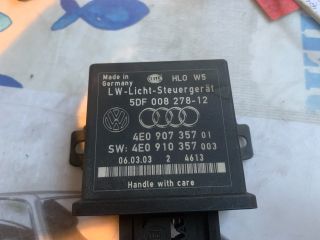 Made in
Germany
HLO W5
LW-Licht-Steuergerät
5DF 008 278-12
4E0 907 357 01
SW: 4E0 910 357 003
06.03.03 2 4613
Handle with care